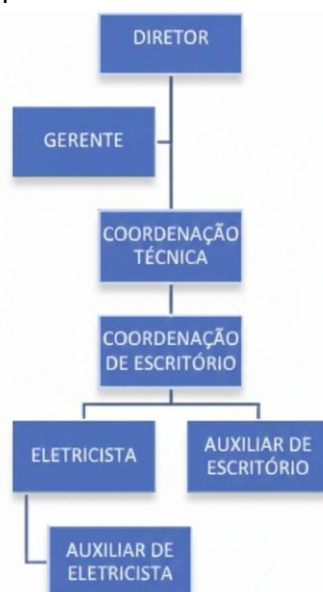 DIRETOR
GERENTE
COORDENAÇÃO
TÉCNICA
COORDENAÇÃO
DE ESCRITÓRIO
ELETRICISTA
AUXILIAR DE
ESCRITÓRIO
AUXILIAR DE
ELETRICISTA